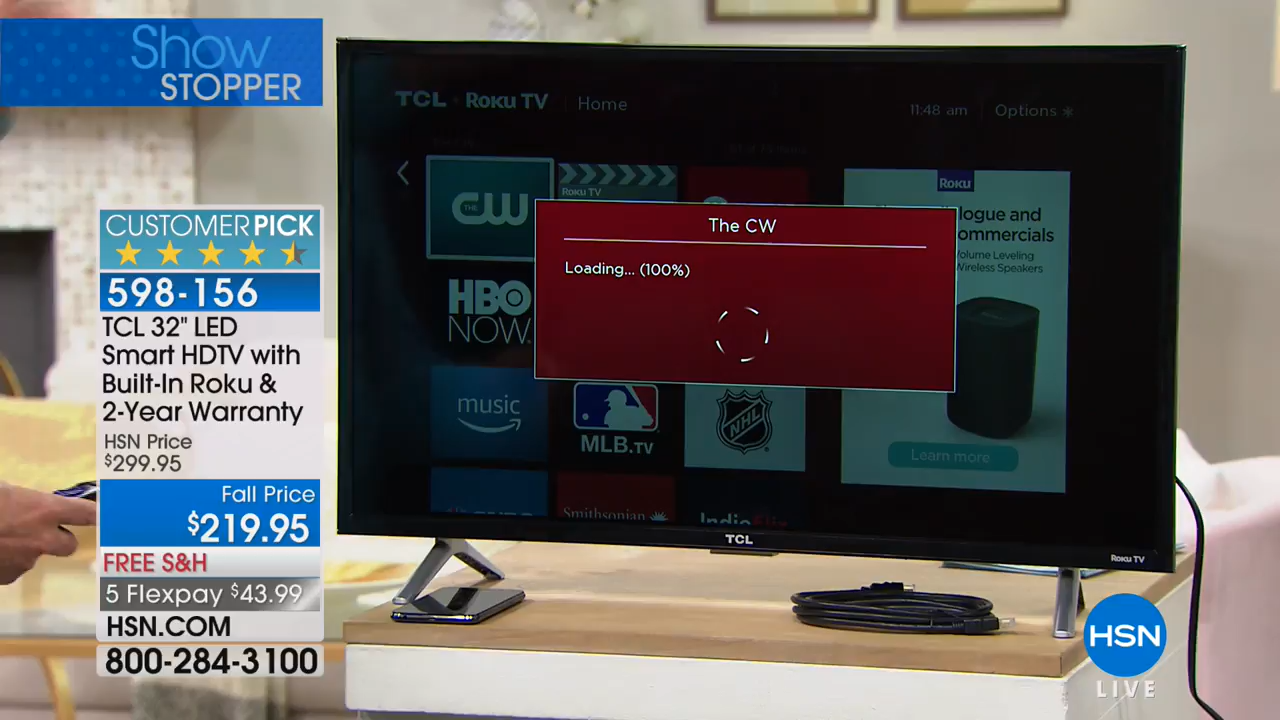 Show
STOPPER
CUSTOMER PICK
598-156
TCL 32" LED
Smart HDTV with
Built-In Roku &
2-Year Warranty
HSN Price
$299.95
Fall Price
$219.95
FREE S&H
5 Flexpay $43.99
HSN.COM
800-284-3100
TCL · Roku TV | Home
11:48 am | Options *
THE CW
Roku TV
Roku
logue and
ommercials
Volume Leveling
Wireless Speakers
The CW
Loading... (100%)
HBO
NOW
music
MLB.TV
NHL
Learn more
Smithsonian
IndieFlix
TCL
Roku TV
HSN
LIVE